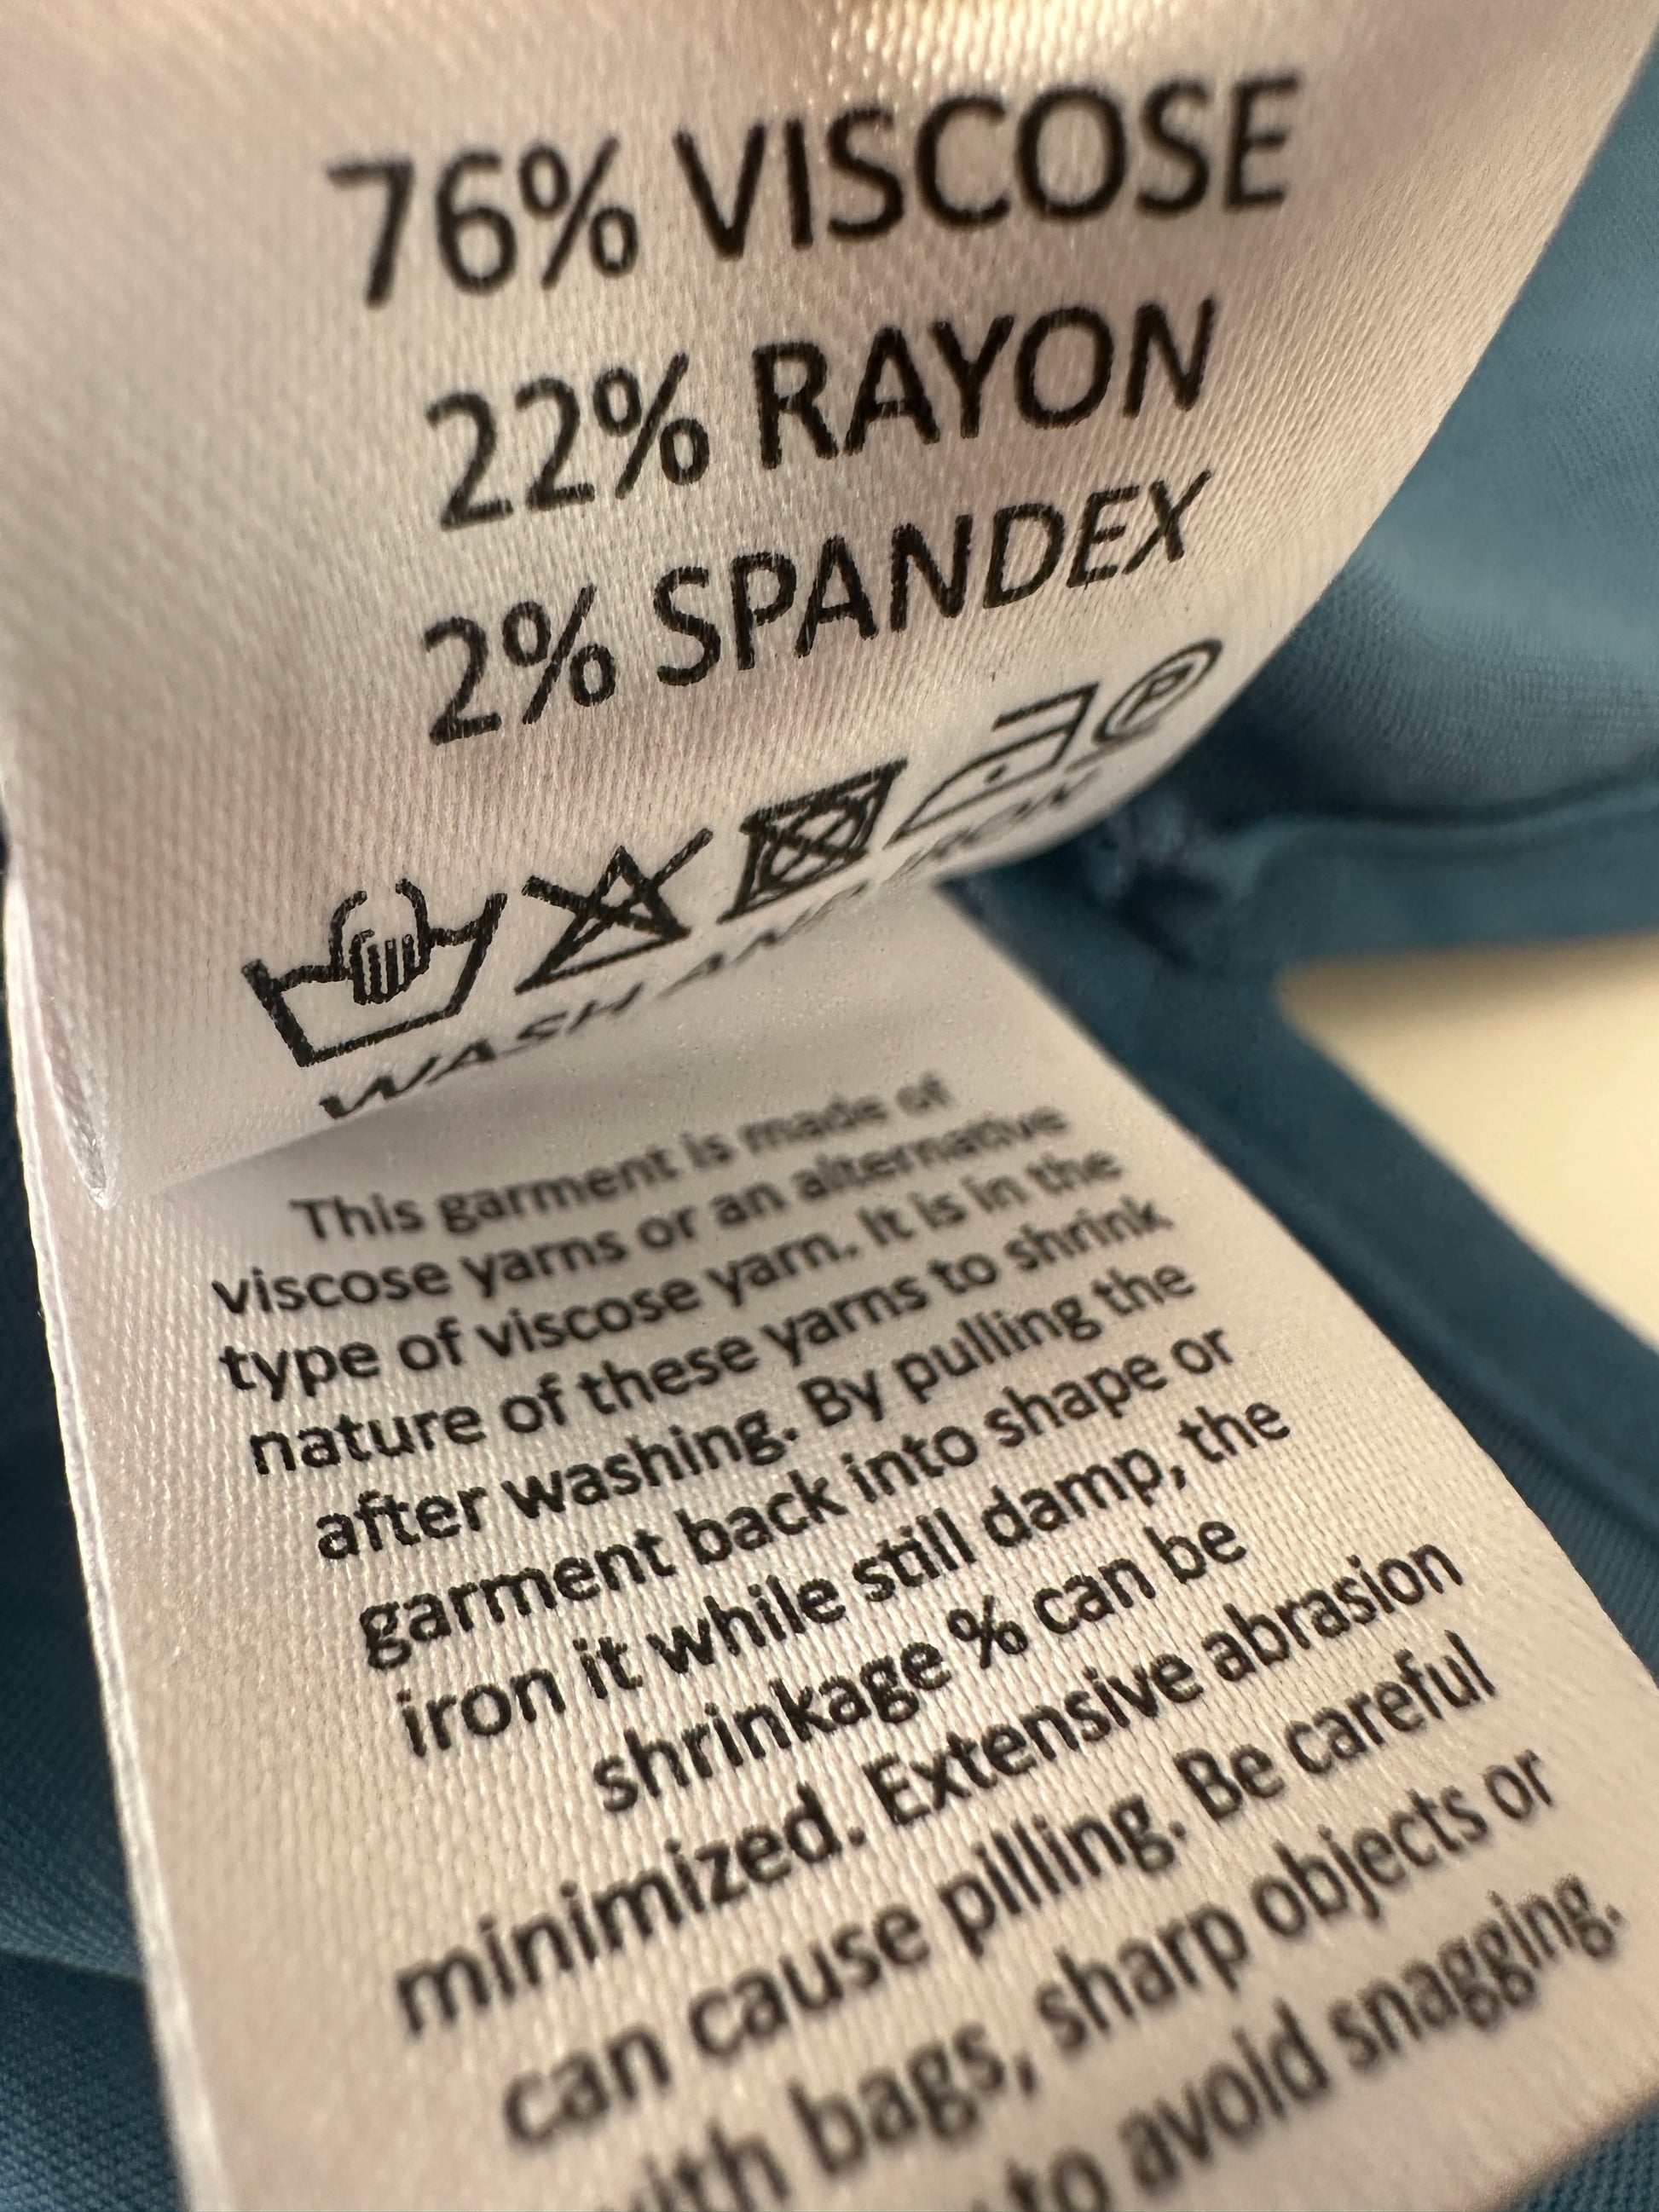 76% VISCOSE
22% RAYON
2% SPANDEX
P
WASH AND IRON
This garment is made of
viscose yarns or an alternative
type of viscose yarn. It is in the
nature of these yarns to shrink
after washing. By pulling the
garment back into shape or
iron it while still damp, the
shrinkage % can be
minimized. Extensive abrasion
can cause pilling. Be careful
with bags, sharp objects or
to avoid snagging.